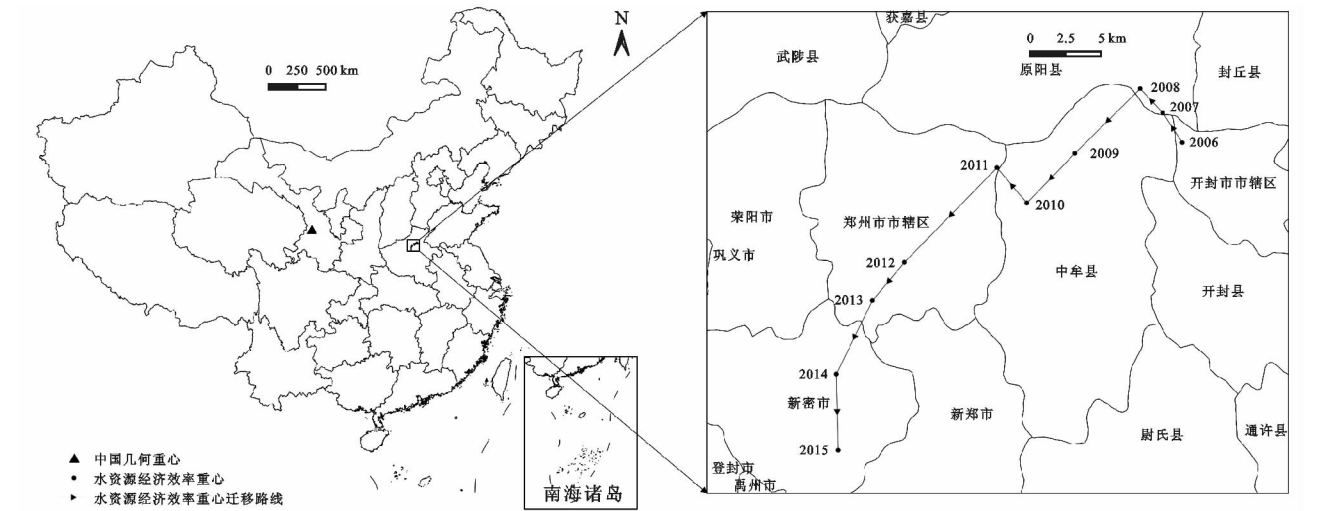 N
0 250 500 km
中国几何重心
水资源经济效率重心
水资源经济效率重心迁移路线
南海诸岛
获嘉县
0 2.5 5 km
武陟县
原阳县
封丘县
2008
2007
2006
2009
2011
开封市市辖区
2010
荥阳市
郑州市市辖区
巩义市
2012
中牟县
开封县
2013
2014
新密市
新郑市
尉氏县
通许县
2015
登封市
禹州市